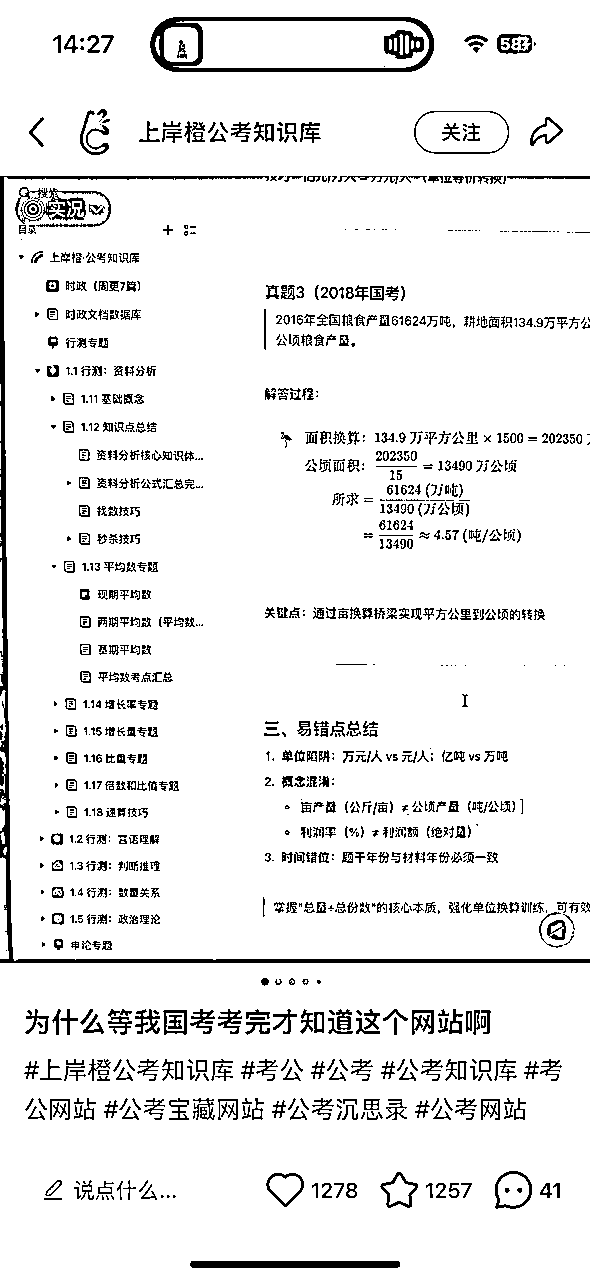 14:27
58
上岸橙公考知识库
关注
搜索
实况
目录
上岸橙·公考知识库
时政（周更7篇）
时政文档数据库
行测专题
1.1 行测：资料分析
1.11 基础概念
1.12 知识点总结
资料分析核心知识体...
资料分析公式汇总完...
找数技巧
秒杀技巧
1.13 平均数专题
现期平均数
两期平均数（平均数...
基期平均数
平均数考点汇总
1.14 增长率专题
1.15 增长量专题
1.16 比重专题
1.17 倍数和比值专题
1.18 速算技巧
1.2 行测：言语理解
1.3 行测：判断推理
1.4 行测：数量关系
1.5 行测：政治理论
申论专题
真题3（2018年国考）
2016年全国粮食产量61624万吨，耕地面积134.9万平方公
公顷粮食产量。
解答过程：
面积换算：134.9 万平方公里 × 1500 = 202350
公顷面积：202350/15 = 13490 万公顷
所求 = 61624 (万吨)/13490 (万公顷)
= 61624/13490 ≈ 4.57 (吨/公顷)
关键点：通过亩换算桥梁实现平方公里到公顷的转换
三、易错点总结
1. 单位陷阱：万元/人 vs 元/人；亿吨 vs 万吨
2. 概念混淆：
亩产量（公斤/亩）≠ 公顷产量（吨/公顷）
利润率（%）≠ 利润额（绝对量）
3. 时间错位：题干年份与材料年份必须一致
掌握"总量÷总份数"的核心本质，强化单位换算训练，可有效
为什么等我国考考完才知道这个网站啊
#上岸橙公考知识库 #考公 #公考 #公考知识库 #考
公网站 #公考宝藏网站 #公考沉思录 #公考网站
说点什么...
1278
1257
41